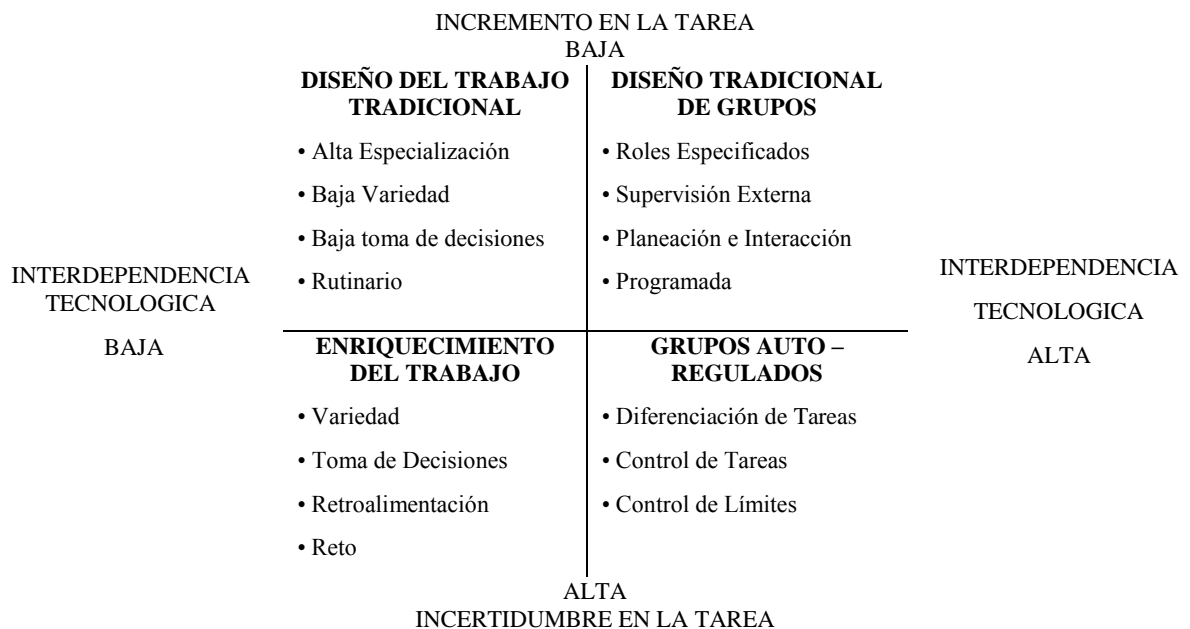 INCREMENTO EN LA TAREA
BAJA
DISEÑO DEL TRABAJO
TRADICIONAL
• Alta Especialización
• Baja Variedad
• Baja toma de decisiones
• Rutinario
DISEÑO TRADICIONAL
DE GRUPOS
• Roles Especificados
• Supervisión Externa
• Planeación e Interacción
• Programada
INTERDEPENDENCIA
TECNOLOGICA
BAJA
INTERDEPENDENCIA
TECNOLOGICA
ALTA
ENRIQUECIMIENTO
DEL TRABAJO
• Variedad
• Toma de Decisiones
• Retroalimentación
• Reto
GRUPOS AUTO –
REGULADOS
• Diferenciación de Tareas
• Control de Tareas
• Control de Límites
ALTA
INCERTIDUMBRE EN LA TAREA